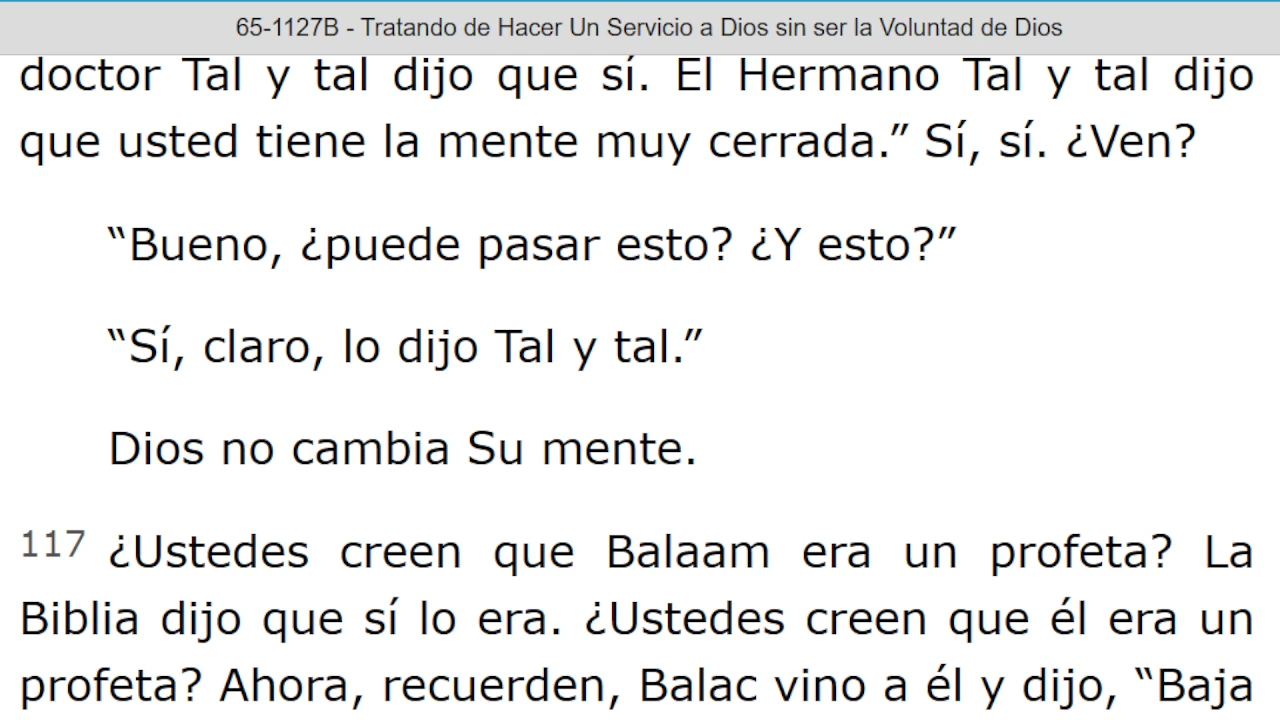 65-1127B - Tratando de Hacer Un Servicio a Dios sin ser la Voluntad de Dios
doctor Tal y tal dijo que sí. El Hermano Tal y tal dijo
que usted tiene la mente muy cerrada.” Sí, sí. ¿Ven?
“Bueno, ¿puede pasar esto? ¿Y esto?”
“Sí, claro, lo dijo Tal y tal.”
Dios no cambia Su mente.
117 ¿Ustedes creen que Balaam era un profeta? La
Biblia dijo que sí lo era. ¿Ustedes creen que él era un
profeta? Ahora, recuerden, Balac vino a él y dijo, “Baja